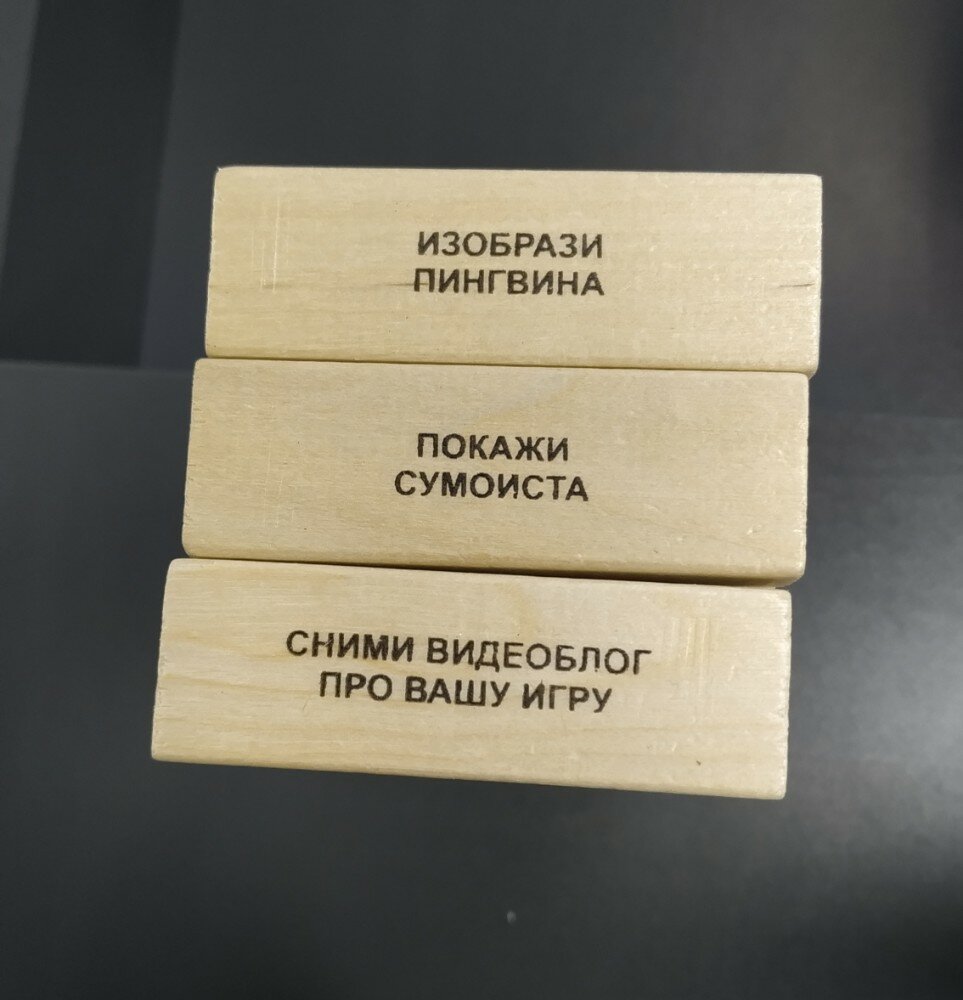 ИЗОБРАЗИ
ПИНГВИНА
ПОКАЖИ
СУМОИСТА
СНИМИ ВИДЕОБЛОГ
ПРО ВАШУ ИГРУ